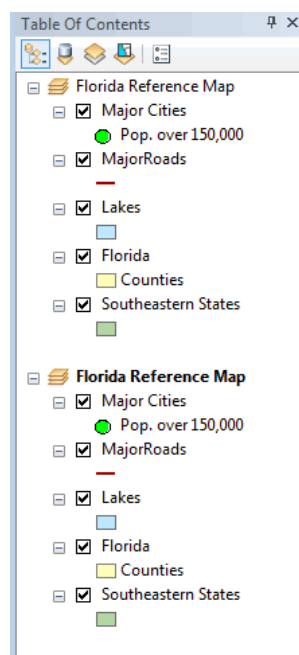 Table Of Contents
Florida Reference Map
Major Cities
Pop. over 150,000
MajorRoads
Lakes
Florida
Counties
Southeastern States
Florida Reference Map
Major Cities
Pop. over 150,000
MajorRoads
Lakes
Florida
Counties
Southeastern States